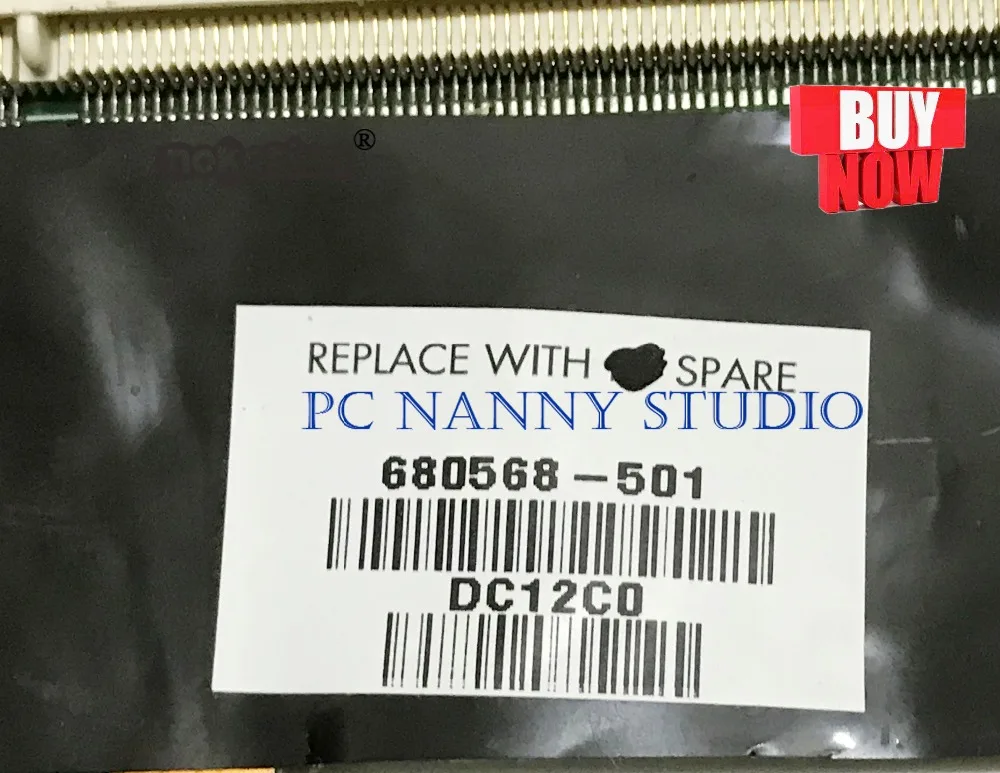 ®
BUY
NOW
REPLACE WITH SPARE
PC NANNY STUDIO
680568-501
DC12C0